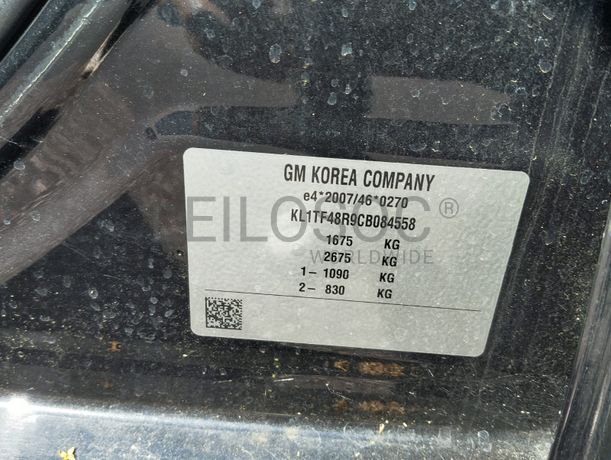 GM KOREA COMPANY
e4*2007/46*0270
KL1TF48R9CB084558
1675 KG
2675 KG
1- 1090 KG
2- 830 KG
EILOSOC®
WORLDWIDE